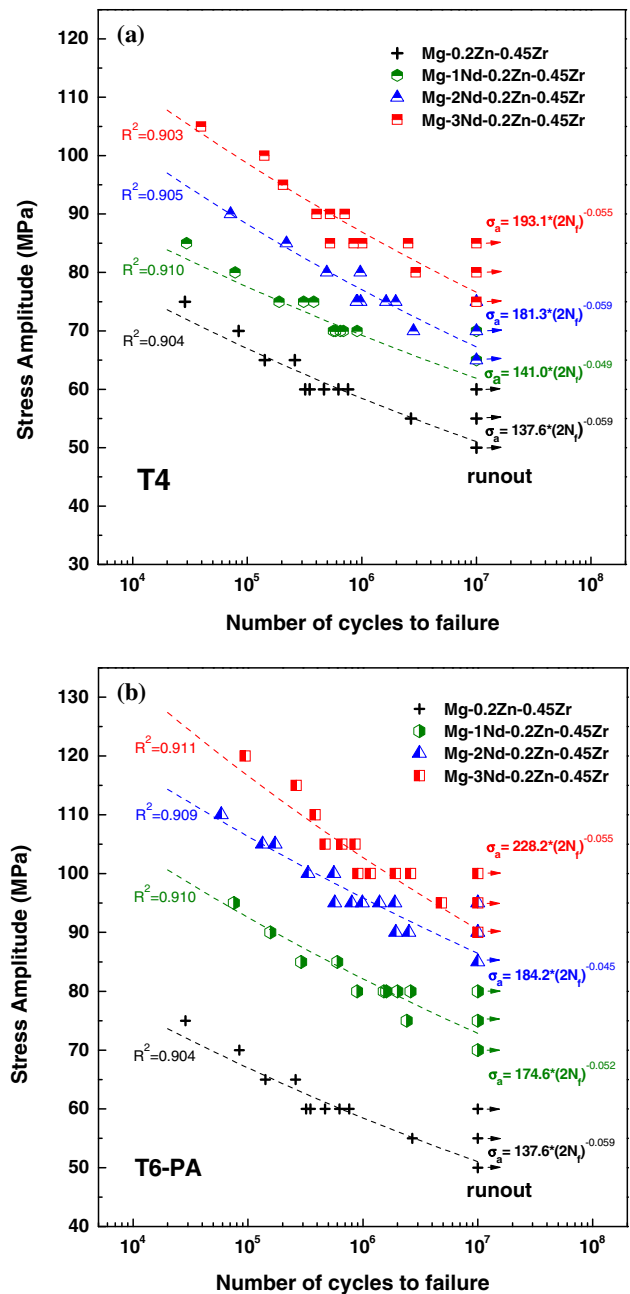 (a)
Mg-0.2Zn-0.45Zr
Mg-1Nd-0.2Zn-0.45Zr
Mg-2Nd-0.2Zn-0.45Zr
Mg-3Nd-0.2Zn-0.45Zr
120
110
100
90
80
70
60
50
40
30
Stress Amplitude (MPa)
R²=0.903
R²=0.905
R²=0.910
R²=0.904
σₐ= 193.1*(2N_f)^-0.055
σₐ= 181.3*(2N_f)^-0.059
σₐ= 141.0*(2N_f)^-0.049
σₐ= 137.6*(2N_f)^-0.059
T4
runout
10⁴ 10⁵ 10⁶ 10⁷ 10⁸
Number of cycles to failure
(b)
Mg-0.2Zn-0.45Zr
Mg-1Nd-0.2Zn-0.45Zr
Mg-2Nd-0.2Zn-0.45Zr
Mg-3Nd-0.2Zn-0.45Zr
130
120
110
100
90
80
70
60
50
40
Stress Amplitude (MPa)
R²=0.911
R²=0.909
R²=0.910
R²=0.904
σₐ= 228.2*(2N_f)^-0.055
σₐ= 184.2*(2N_f)^-0.045
σₐ= 174.6*(2N_f)^-0.052
σₐ= 137.6*(2N_f)^-0.059
T6-PA
runout
10⁴ 10⁵ 10⁶ 10⁷ 10⁸
Number of cycles to failure